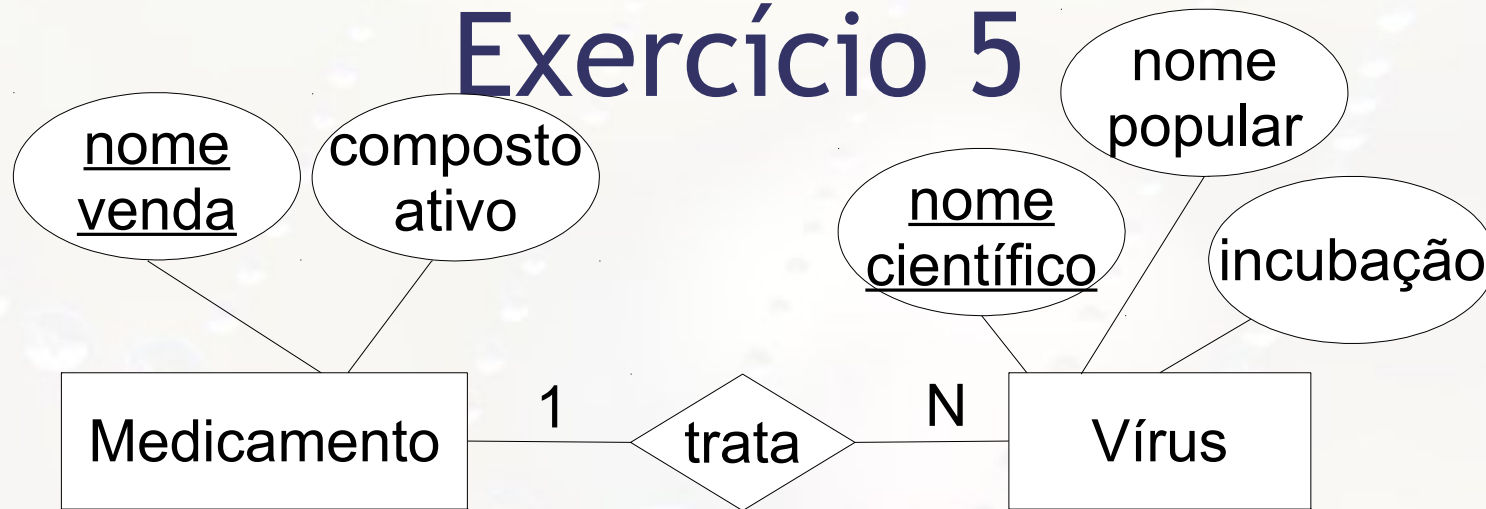 Exercício 5
nome
venda
composto
ativo
nome
científico
nome
popular
incubação
Medicamento
1
trata
N
Vírus